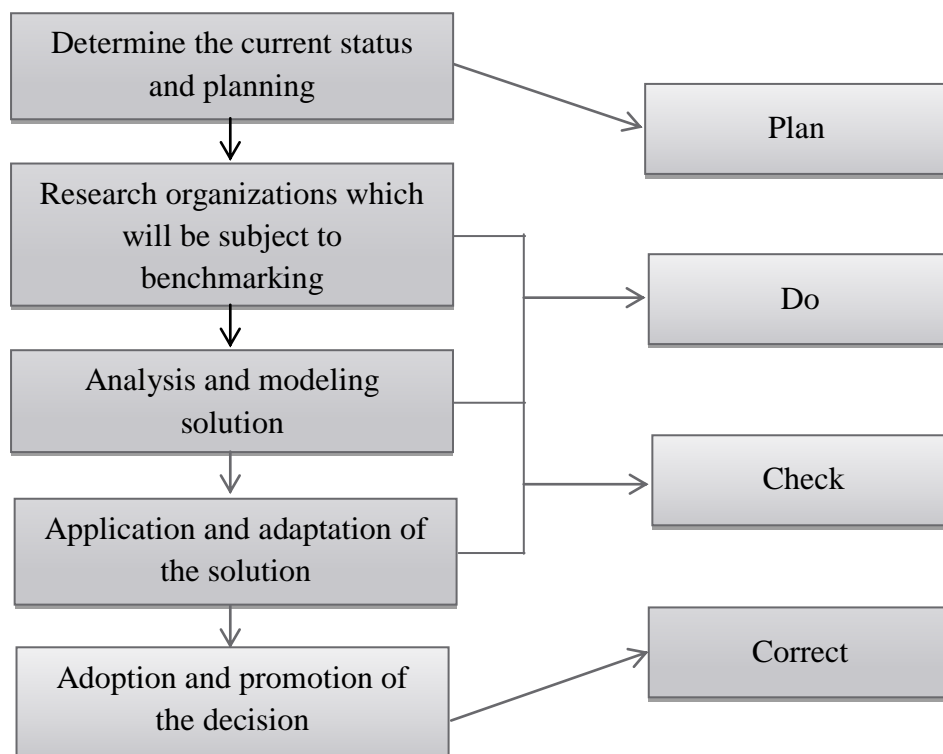 Determine the current status
and planning
Plan
Research organizations which
will be subject to
benchmarking
Do
Analysis and modeling
solution
Check
Application and adaptation of
the solution
Correct
Adoption and promotion of
the decision